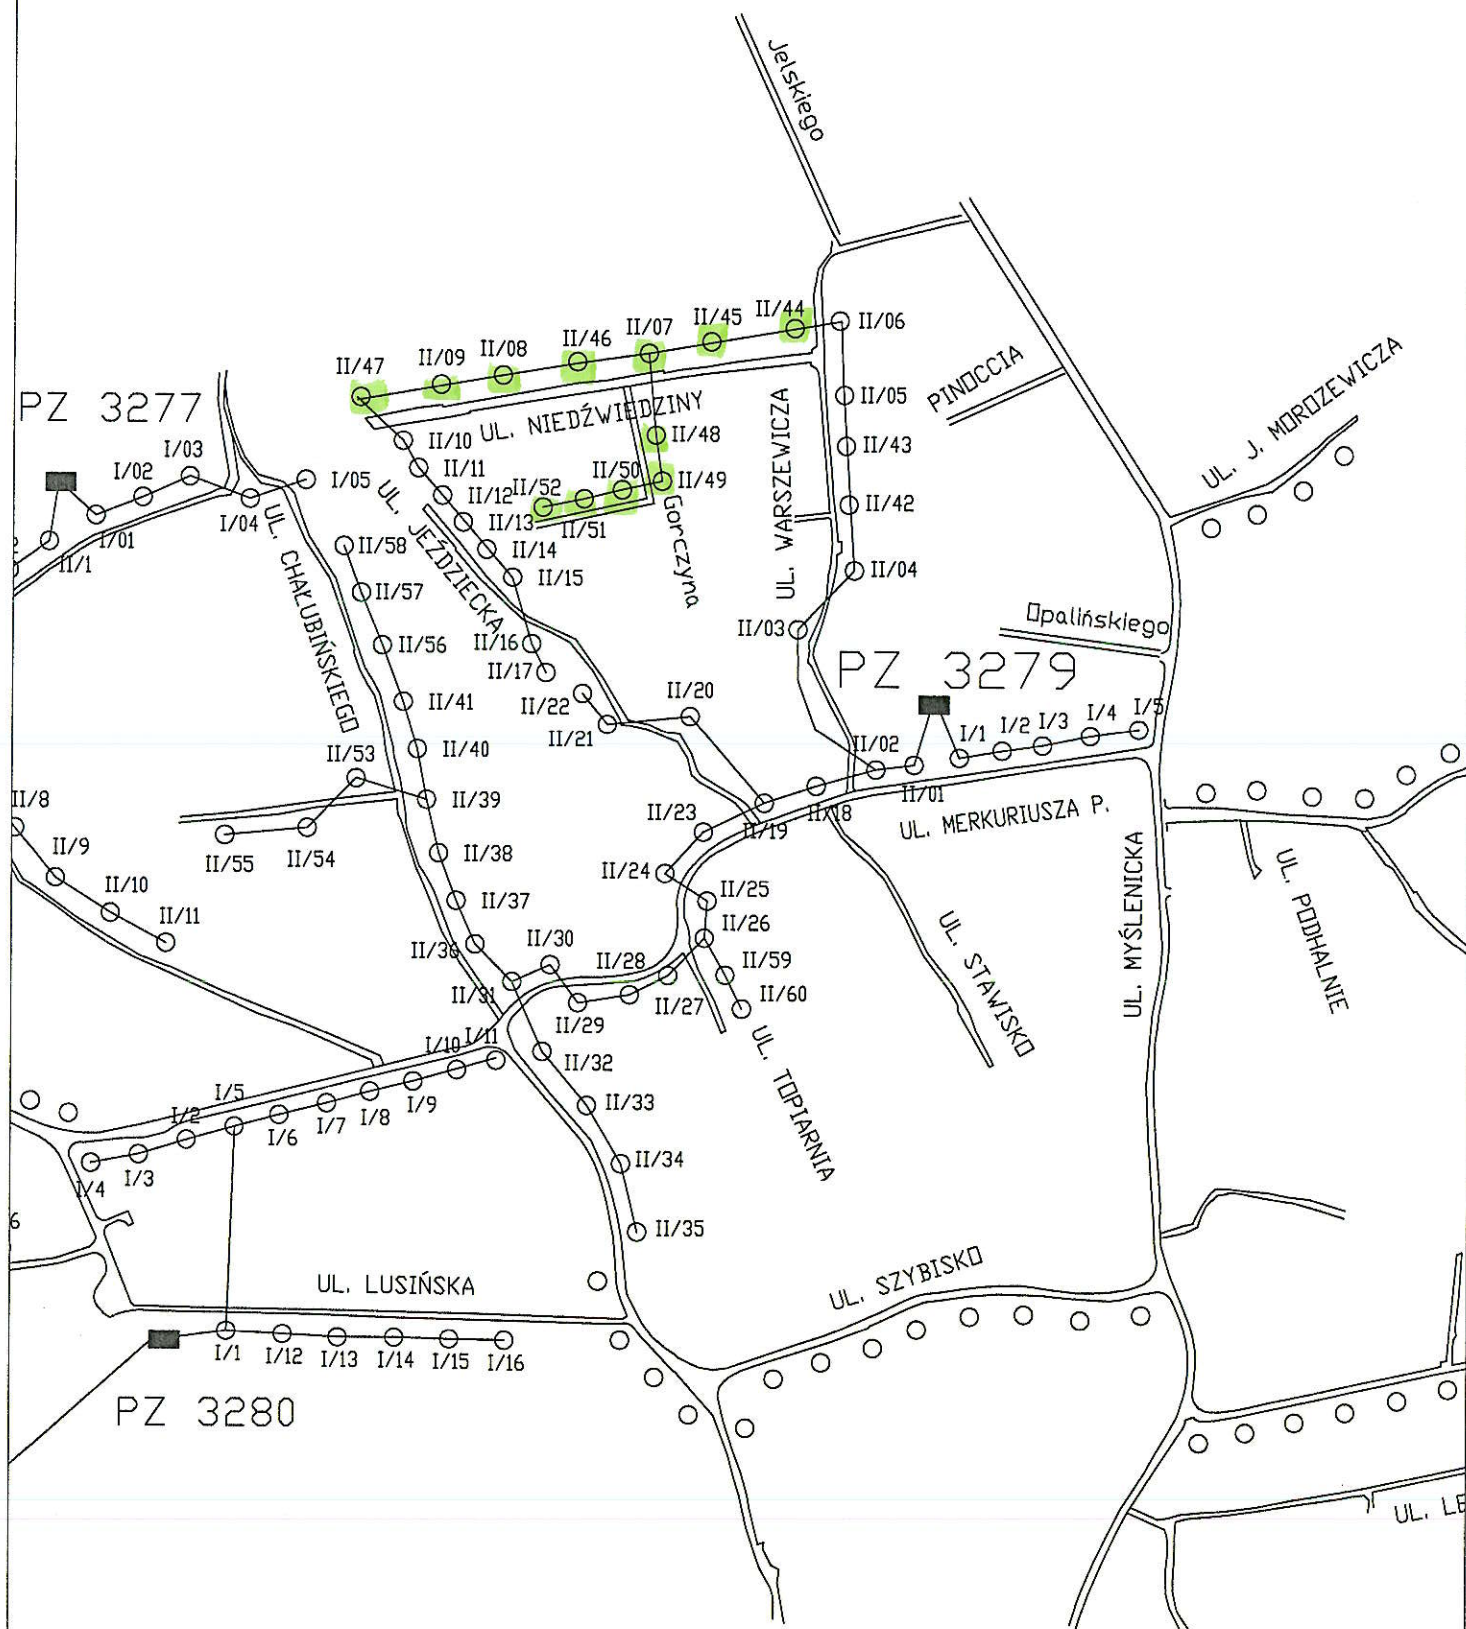 Jelskiego
II/44
II/45
II/07
II/46
II/08
II/09
II/47
II/06
PZ 3277
PINOCCIA
UL. J. MOROZEWICZA
UL. NIEDŹWIEDZINY
UL. WARSZEWICZA
II/05
II/10
II/48
II/43
I/03
I/02
I/05
II/11
II/50
II/49
II/12
II/52
II/42
I/04
I/01
II/1
UL. JEŹDZIECKA
II/13
II/51
Gorczyna
UL. CHAŁUBIŃSKIEGO
II/58
II/14
II/04
II/15
II/57
Opalińskiego
II/03
II/56
II/16
II/17
PZ 3279
II/41
II/22
II/20
I/5
I/4
I/3
I/2
I/1
II/21
II/40
II/53
II/02
II/01
II/8
II/39
II/18
II/19
II/23
UL. MERKURIUSZA P.
II/55
II/54
II/38
II/9
II/24
II/10
II/37
II/25
UL. MYŚLENICKA
UL. PODHALNIE
II/11
II/36
II/30
II/26
UL. STAWISKO
II/28
II/59
II/31
II/27
II/60
II/29
UL. TOPIARNIA
I/11
I/10
II/32
I/9
I/8
I/7
I/6
I/5
I/2
I/3
I/4
II/33
II/34
6
II/35
UL. LUSIŃSKA
UL. SZYBISKO
I/1
I/12
I/13
I/14
I/15
I/16
PZ 3280
UL. LE